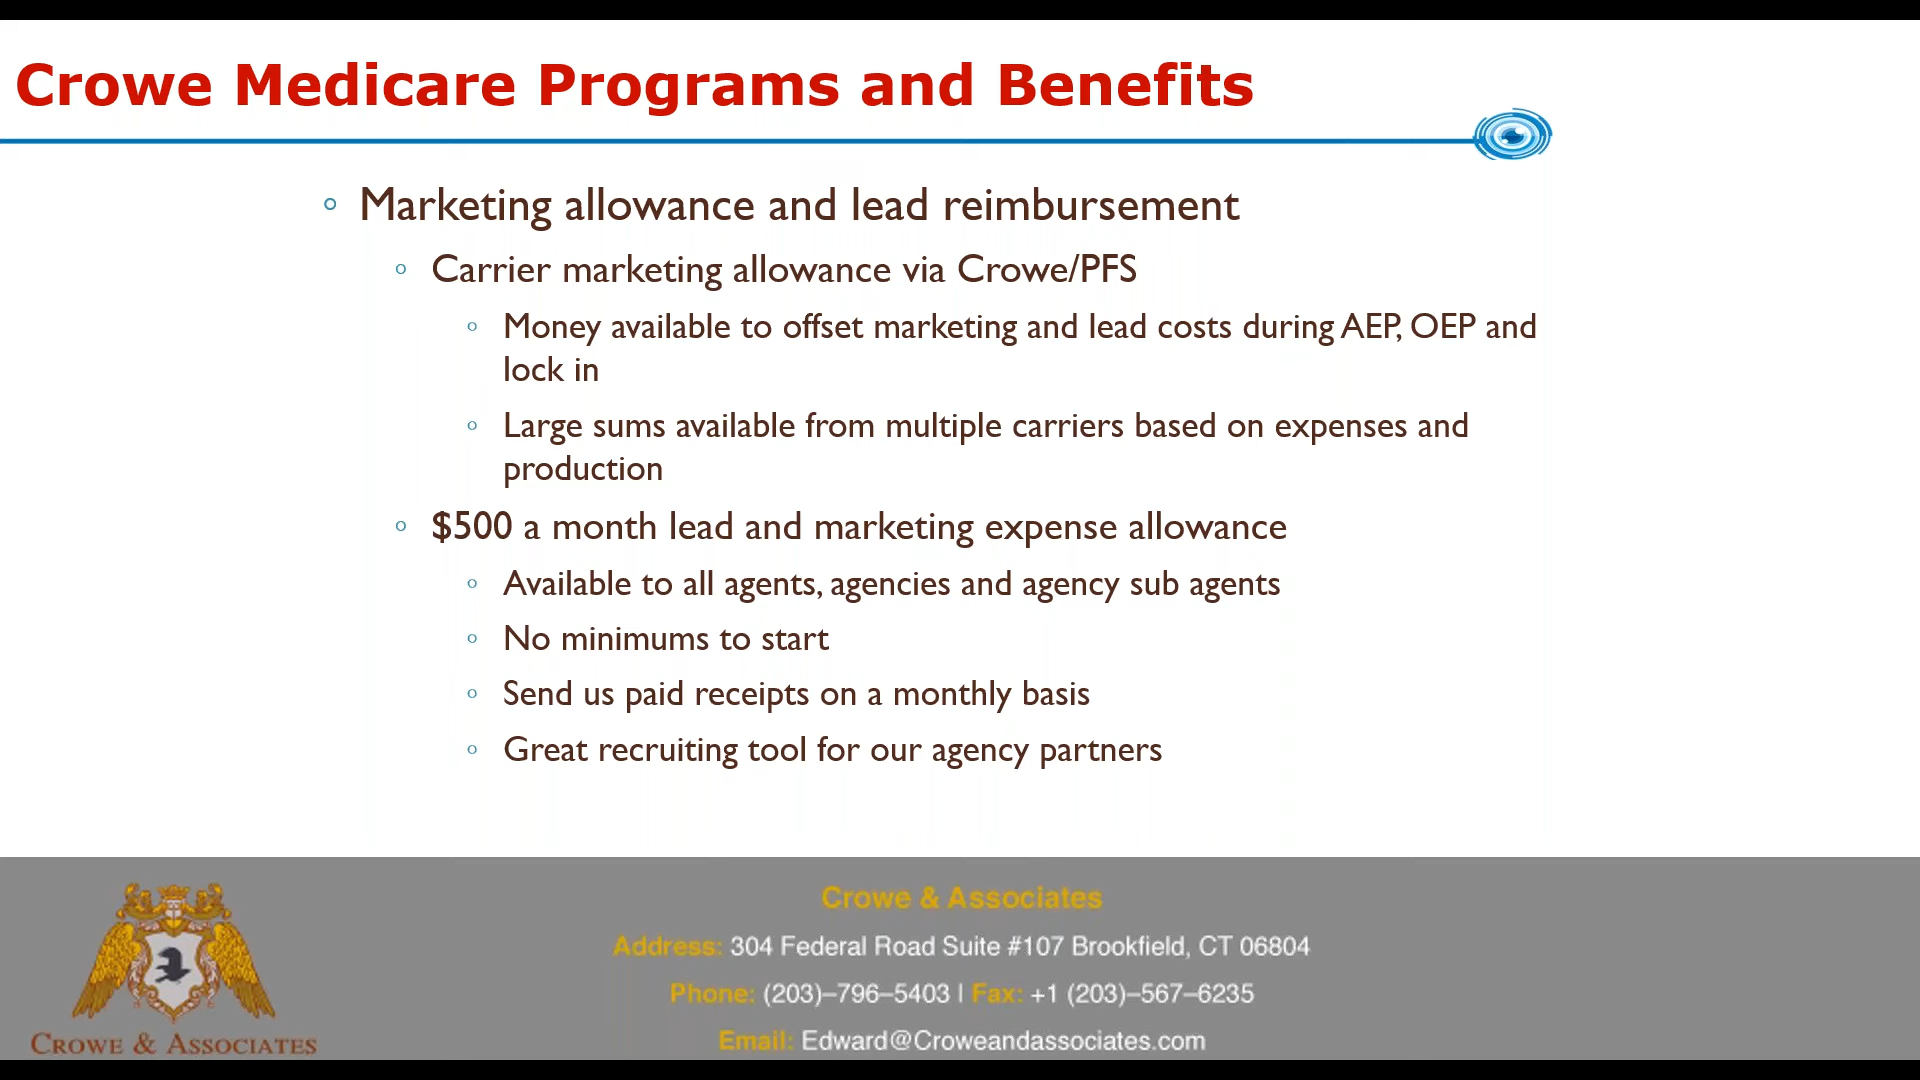 Crowe Medicare Programs and Benefits
Marketing allowance and lead reimbursement
Carrier marketing allowance via Crowe/PFS
Money available to offset marketing and lead costs during AEP, OEP and
lock in
Large sums available from multiple carriers based on expenses and
production
$500 a month lead and marketing expense allowance
Available to all agents, agencies and agency sub agents
No minimums to start
Send us paid receipts on a monthly basis
Great recruiting tool for our agency partners
Crowe & Associates
Address: 304 Federal Road Suite #107 Brookfield, CT 06804
Phone: (203)–796–5403 | Fax: +1 (203)–567–6235
Email: Edward@Croweandassociates.com
Crowe & Associates